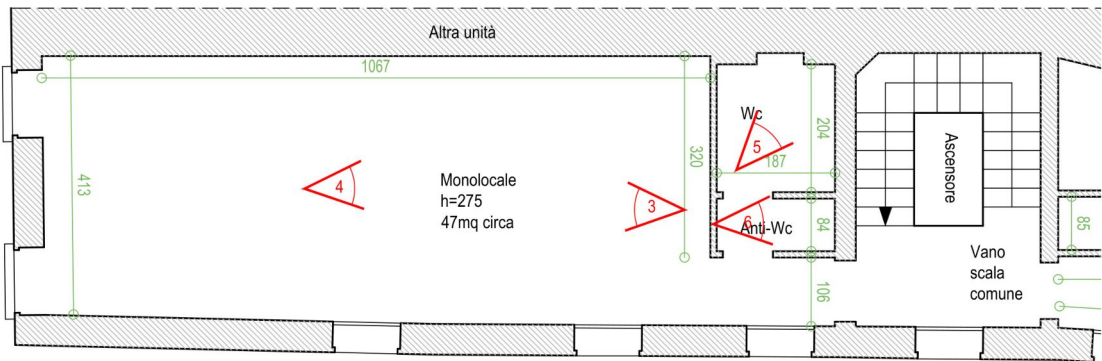 Altra unità
1067
Wc
204
5
187
Ascensore
413
4
Monolocale
h=275
47mq circa
320
3
6
Anti-Wc
84
85
Vano
scala
comune
106